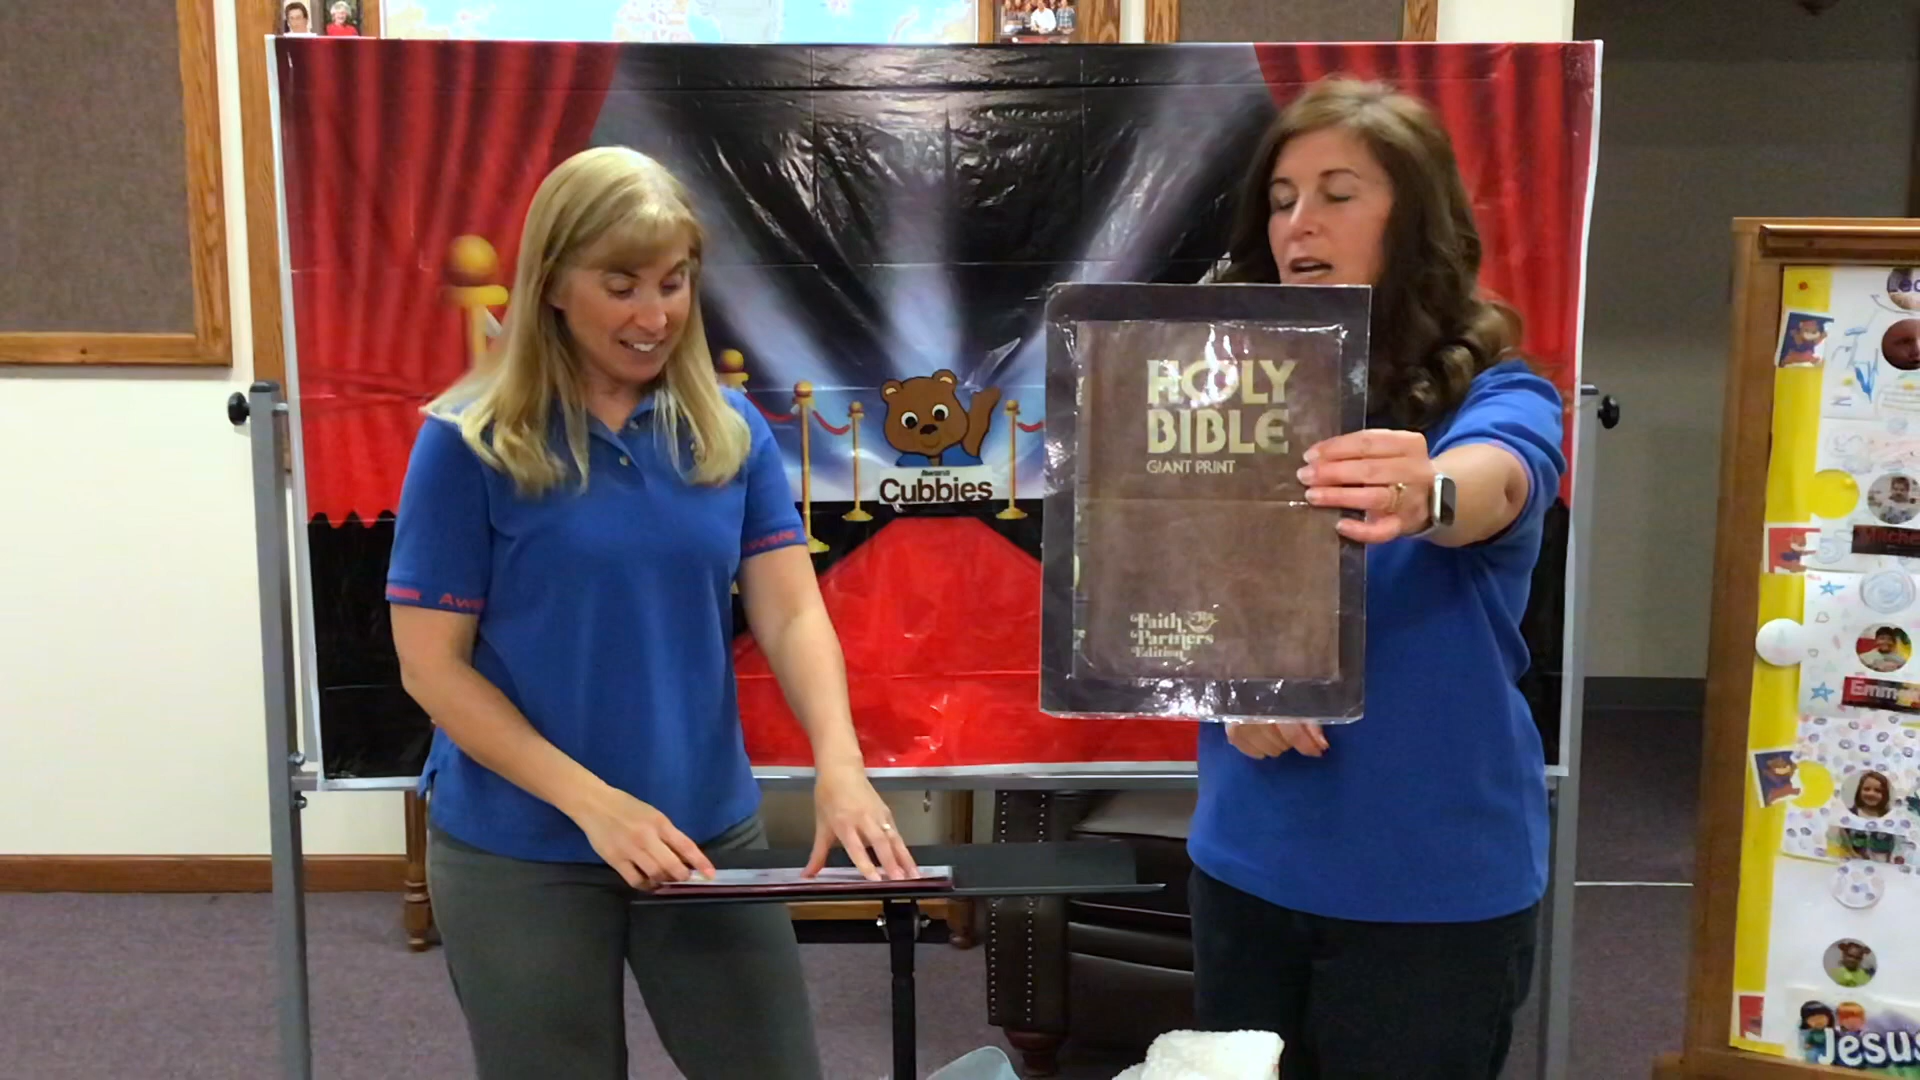 HOLY
BIBLE
GIANT PRINT
Faith
Partners
Edition
AWANA
Cubbies
Jesus